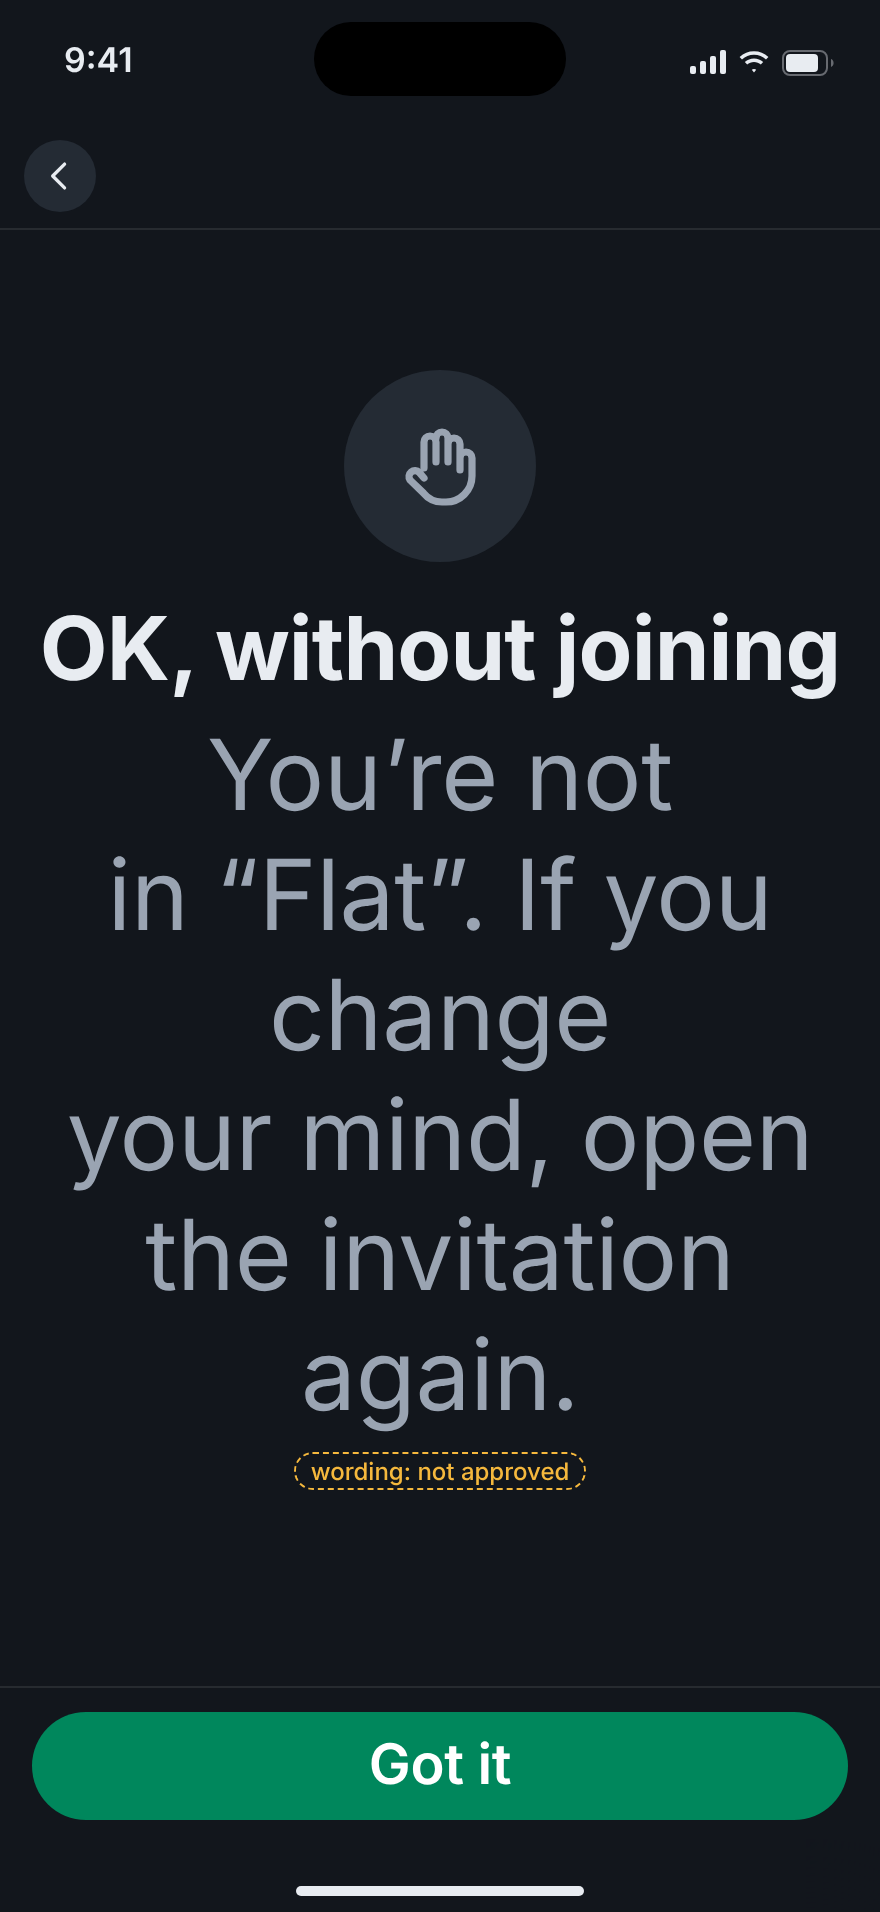 9:41
OK, without joining
You’re not
in “Flat”. If you
change
your mind, open
the invitation
again.
wording: not approved
Got it